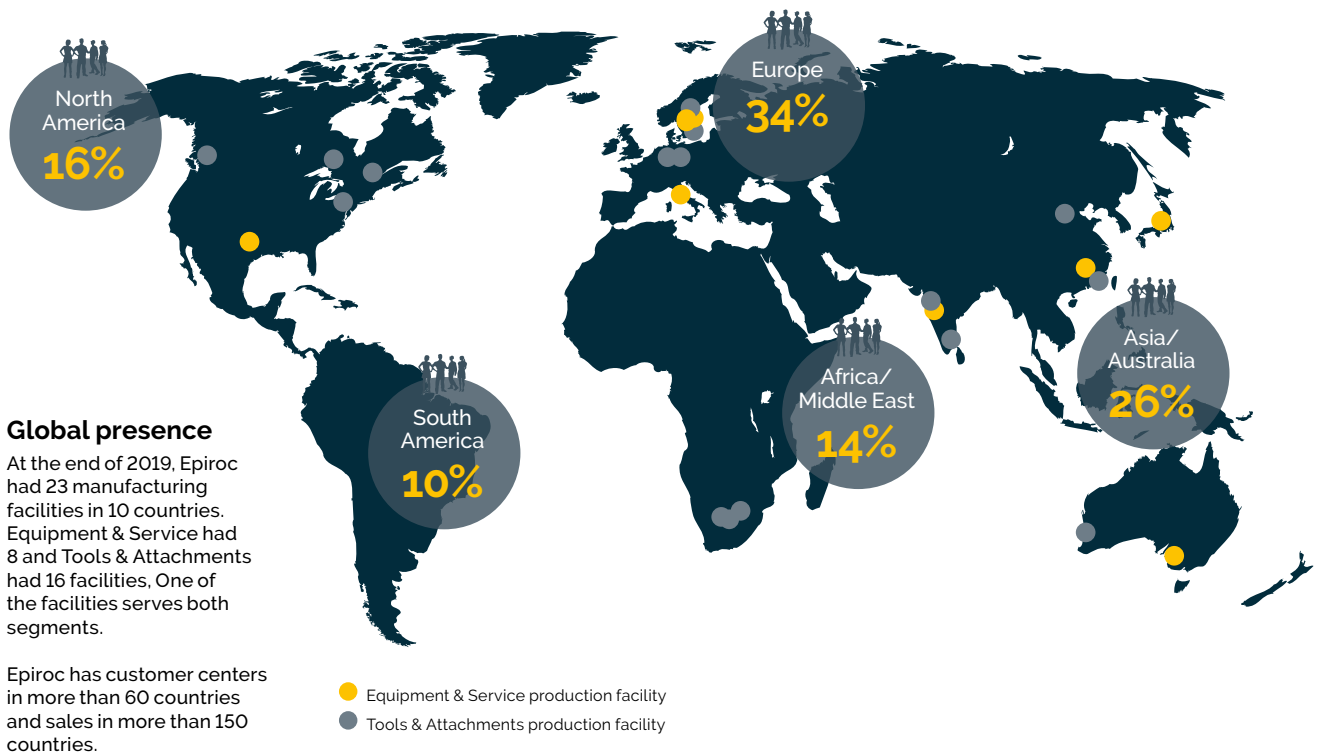 North
America
16%
Europe
34%
South
America
10%
Africa/
Middle East
14%
Asia/
Australia
26%
Global presence
At the end of 2019, Epiroc
had 23 manufacturing
facilities in 10 countries.
Equipment & Service had
8 and Tools & Attachments
had 16 facilities, One of
the facilities serves both
segments.
Epiroc has customer centers
in more than 60 countries
and sales in more than 150
countries.
Equipment & Service production facility
Tools & Attachments production facility